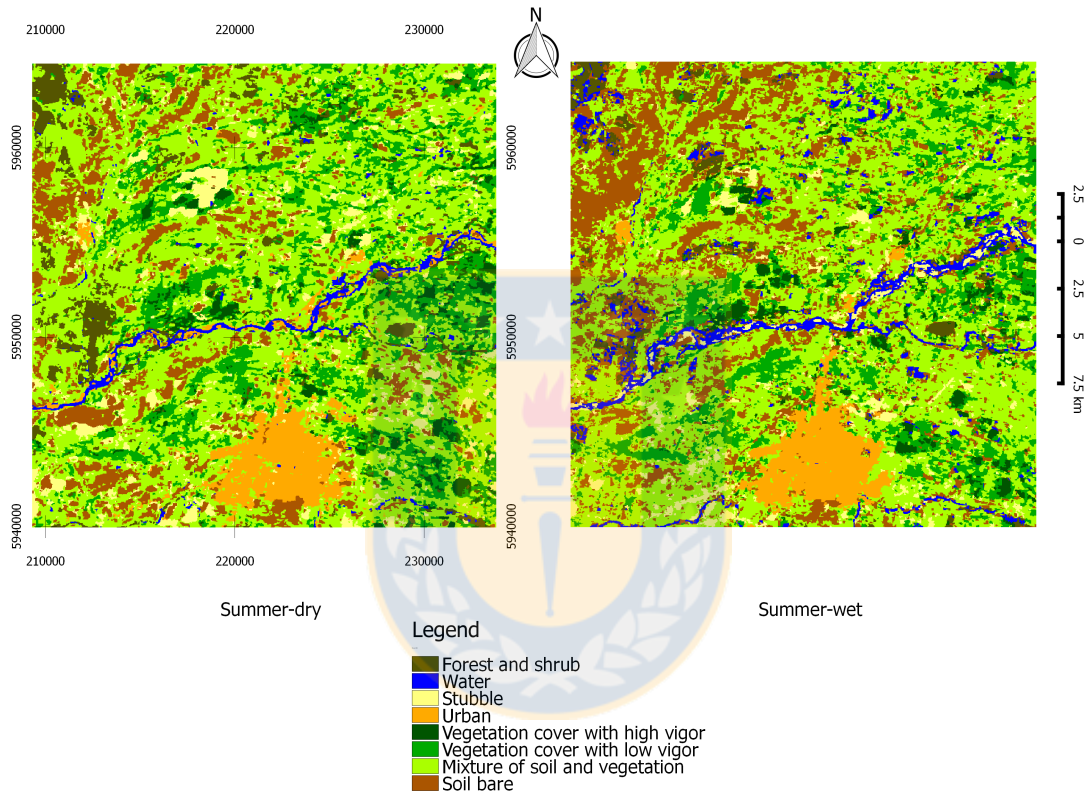 N
210000 220000 230000
5960000
5950000
5940000
5960000
5950000
5940000
2.5 0 2.5 5 7.5 km
210000 220000 230000
Summer-dry
Summer-wet
Legend
Forest and shrub
Water
Stubble
Urban
Vegetation cover with high vigor
Vegetation cover with low vigor
Mixture of soil and vegetation
Soil bare